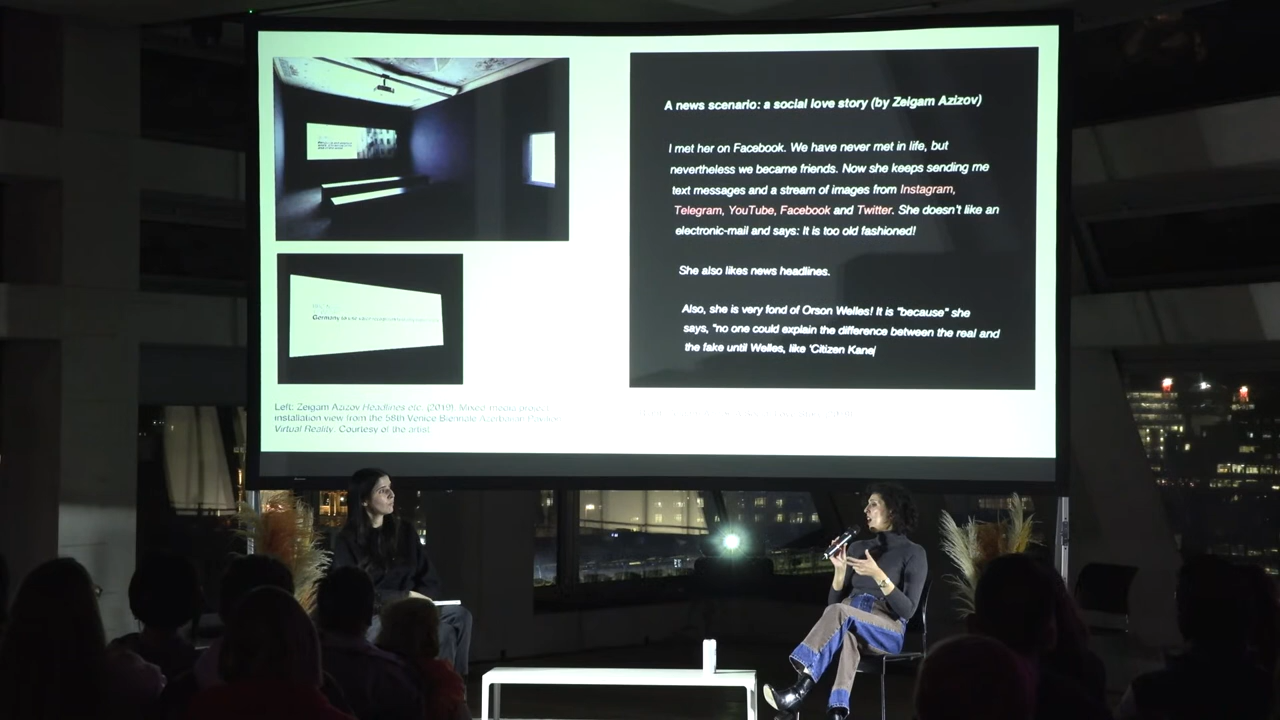 A news scenario: a social love story (by Zeigam Azizov)
I met her on Facebook. We have never met in life, but
nevertheless we became friends. Now she keeps sending me
text messages and a stream of images from Instagram,
Telegram, YouTube, Facebook and Twitter. She doesn't like an
electronic-mail and says: It is too old fashioned!
She also likes news headlines.
Also, she is very fond of Orson Welles! It is "because" she
says, "no one could explain the difference between the real and
the fake until Welles, like 'Citizen Kane
Germany
Left: Zeigam Azizov Headlines etc. (2019). Mixed media project
installation view from the 58th Venice Biennale Azerbaijan Pavilion,
Virtual Reality. Courtesy of the artist.